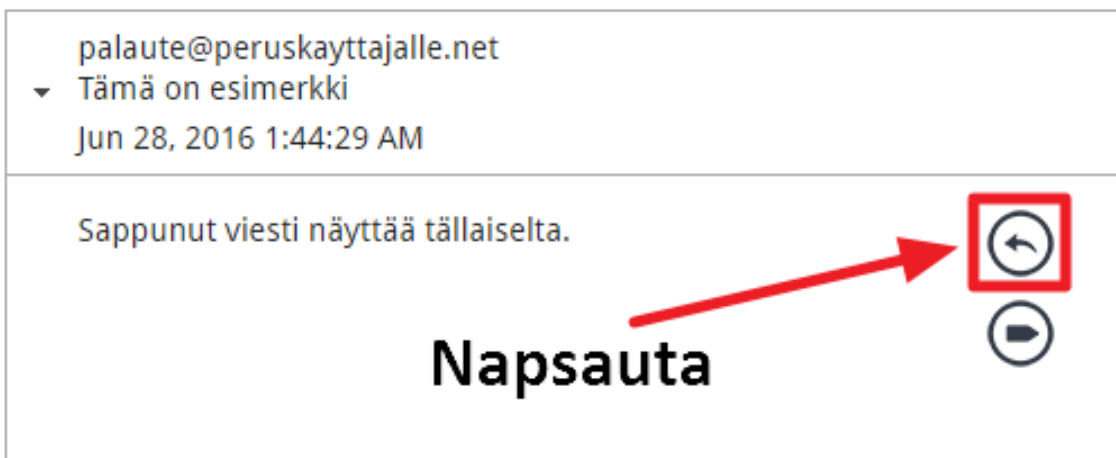 palaute@peruskayttajalle.net
Tämä on esimerkki
Jun 28, 2016 1:44:29 AM
Sappunut viesti näyttää tällaiselta.
Napsauta